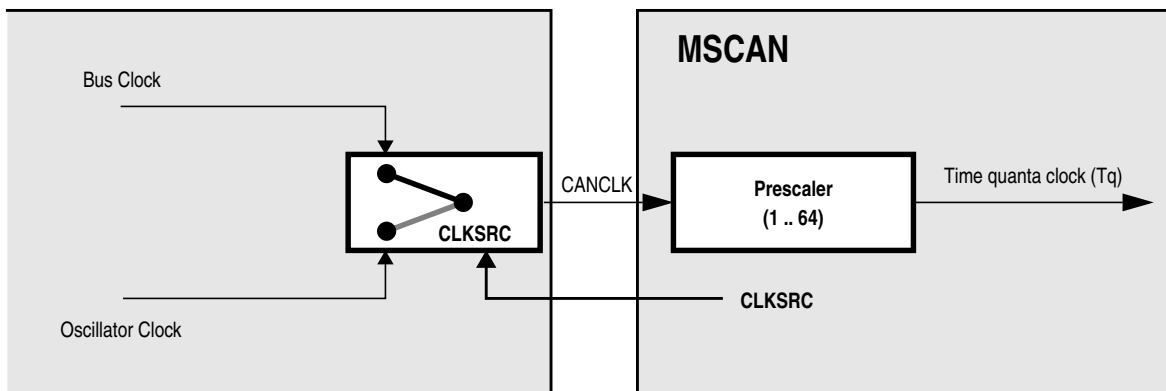 MSCAN
Bus Clock
CANCLK
Prescaler
(1 .. 64)
Time quanta clock (Tq)
CLKSRC
CLKSRC
Oscillator Clock